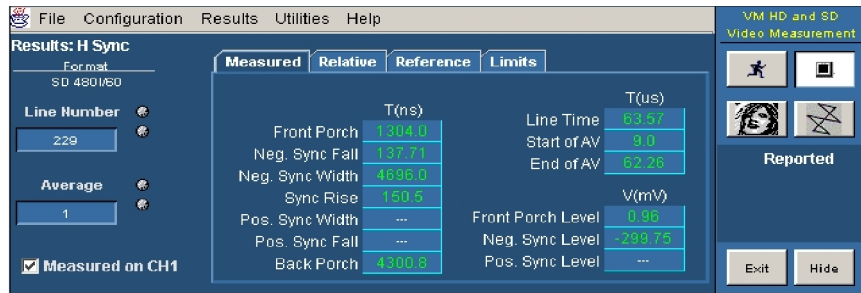 File Configuration Results Utilities Help
VM HD and SD
Video Measurement
Results: H Sync
Format
SD 480I/60
Line Number
229
Average
1
Measured on CH1
Measured Relative Reference Limits
T(ns)
Front Porch 1304.0
Neg. Sync Fall 137.71
Neg. Sync Width 4696.0
Sync Rise 150.5
Pos. Sync Width ---
Pos. Sync Fall ---
Back Porch 4300.8
T(us)
Line Time 63.57
Start of AV 9.0
End of AV 62.26
V(mV)
Front Porch Level 0.96
Neg. Sync Level -299.75
Pos. Sync Level ---
Reported
Exit Hide